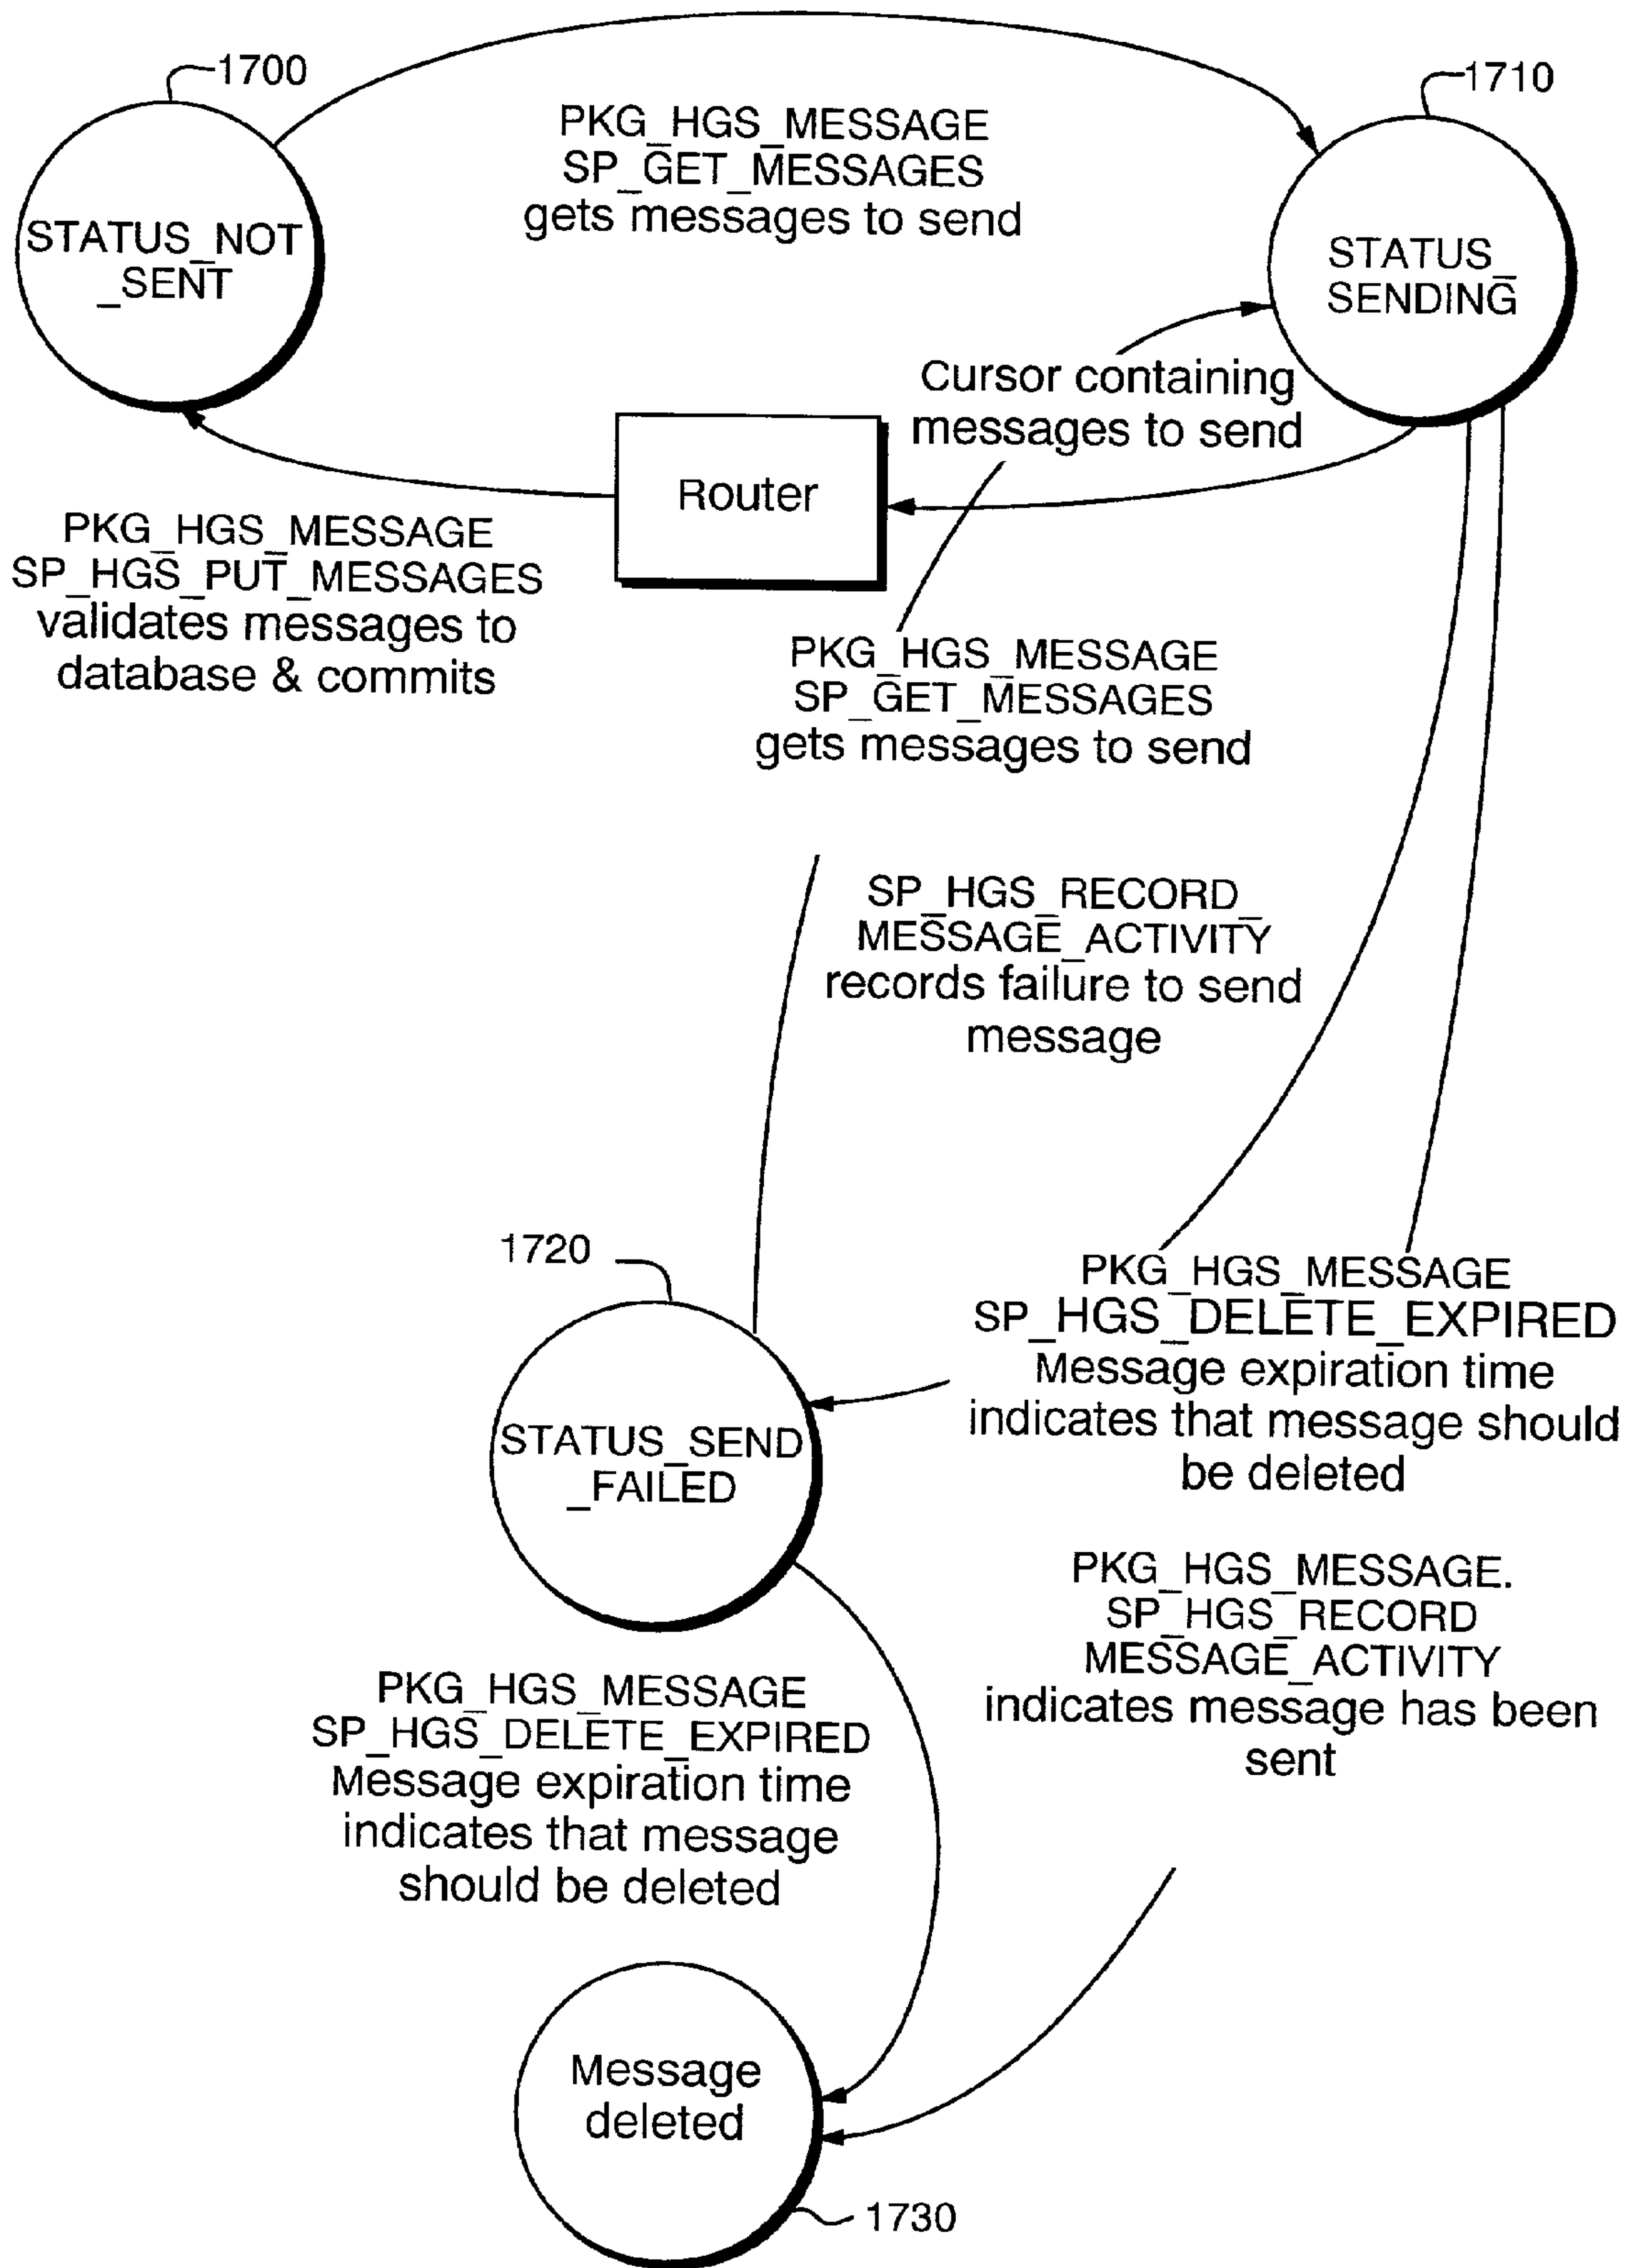 1700
1710
PKG_HGS_MESSAGE
SP_GET_MESSAGES
gets messages to send
STATUS_NOT
_SENT
STATUS_
SENDING
Cursor containing
messages to send
Router
PKG_HGS_MESSAGE
SP_HGS_PUT_MESSAGES
validates messages to
database & commits
PKG_HGS_MESSAGE
SP_GET_MESSAGES
gets messages to send
SP_HGS_RECORD_
MESSAGE_ACTIVITY
records failure to send
message
1720
PKG_HGS_MESSAGE
SP_HGS_DELETE_EXPIRED
Message expiration time
indicates that message should
be deleted
STATUS_SEND
_FAILED
PKG_HGS_MESSAGE.
SP_HGS_RECORD
MESSAGE_ACTIVITY
indicates message has been
sent
PKG_HGS_MESSAGE
SP_HGS_DELETE_EXPIRED
Message expiration time
indicates that message
should be deleted
Message
deleted
1730